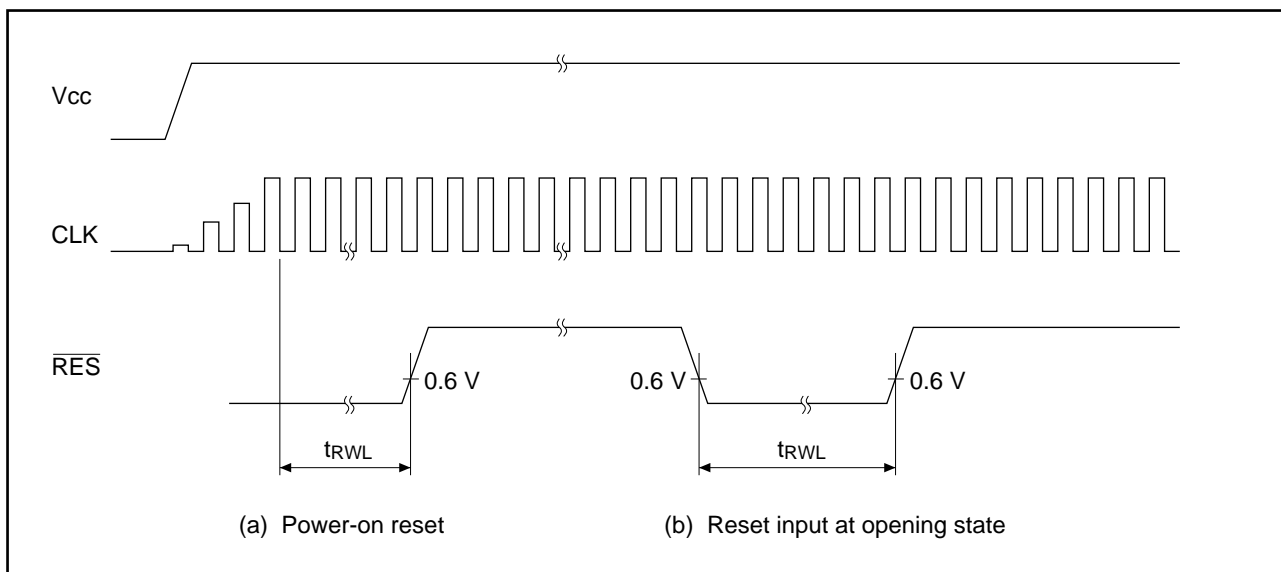 Vcc
CLK
RES
0.6 V
0.6 V
0.6 V
tRWL
tRWL
(a) Power-on reset
(b) Reset input at opening state